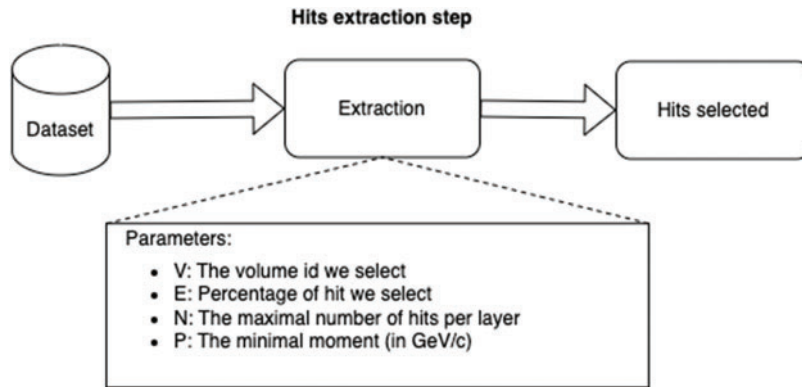 Hits extraction step
Dataset
Extraction
Hits selected
Parameters:
• V: The volume id we select
• E: Percentage of hit we select
• N: The maximal number of hits per layer
• P: The minimal moment (in GeV/c)